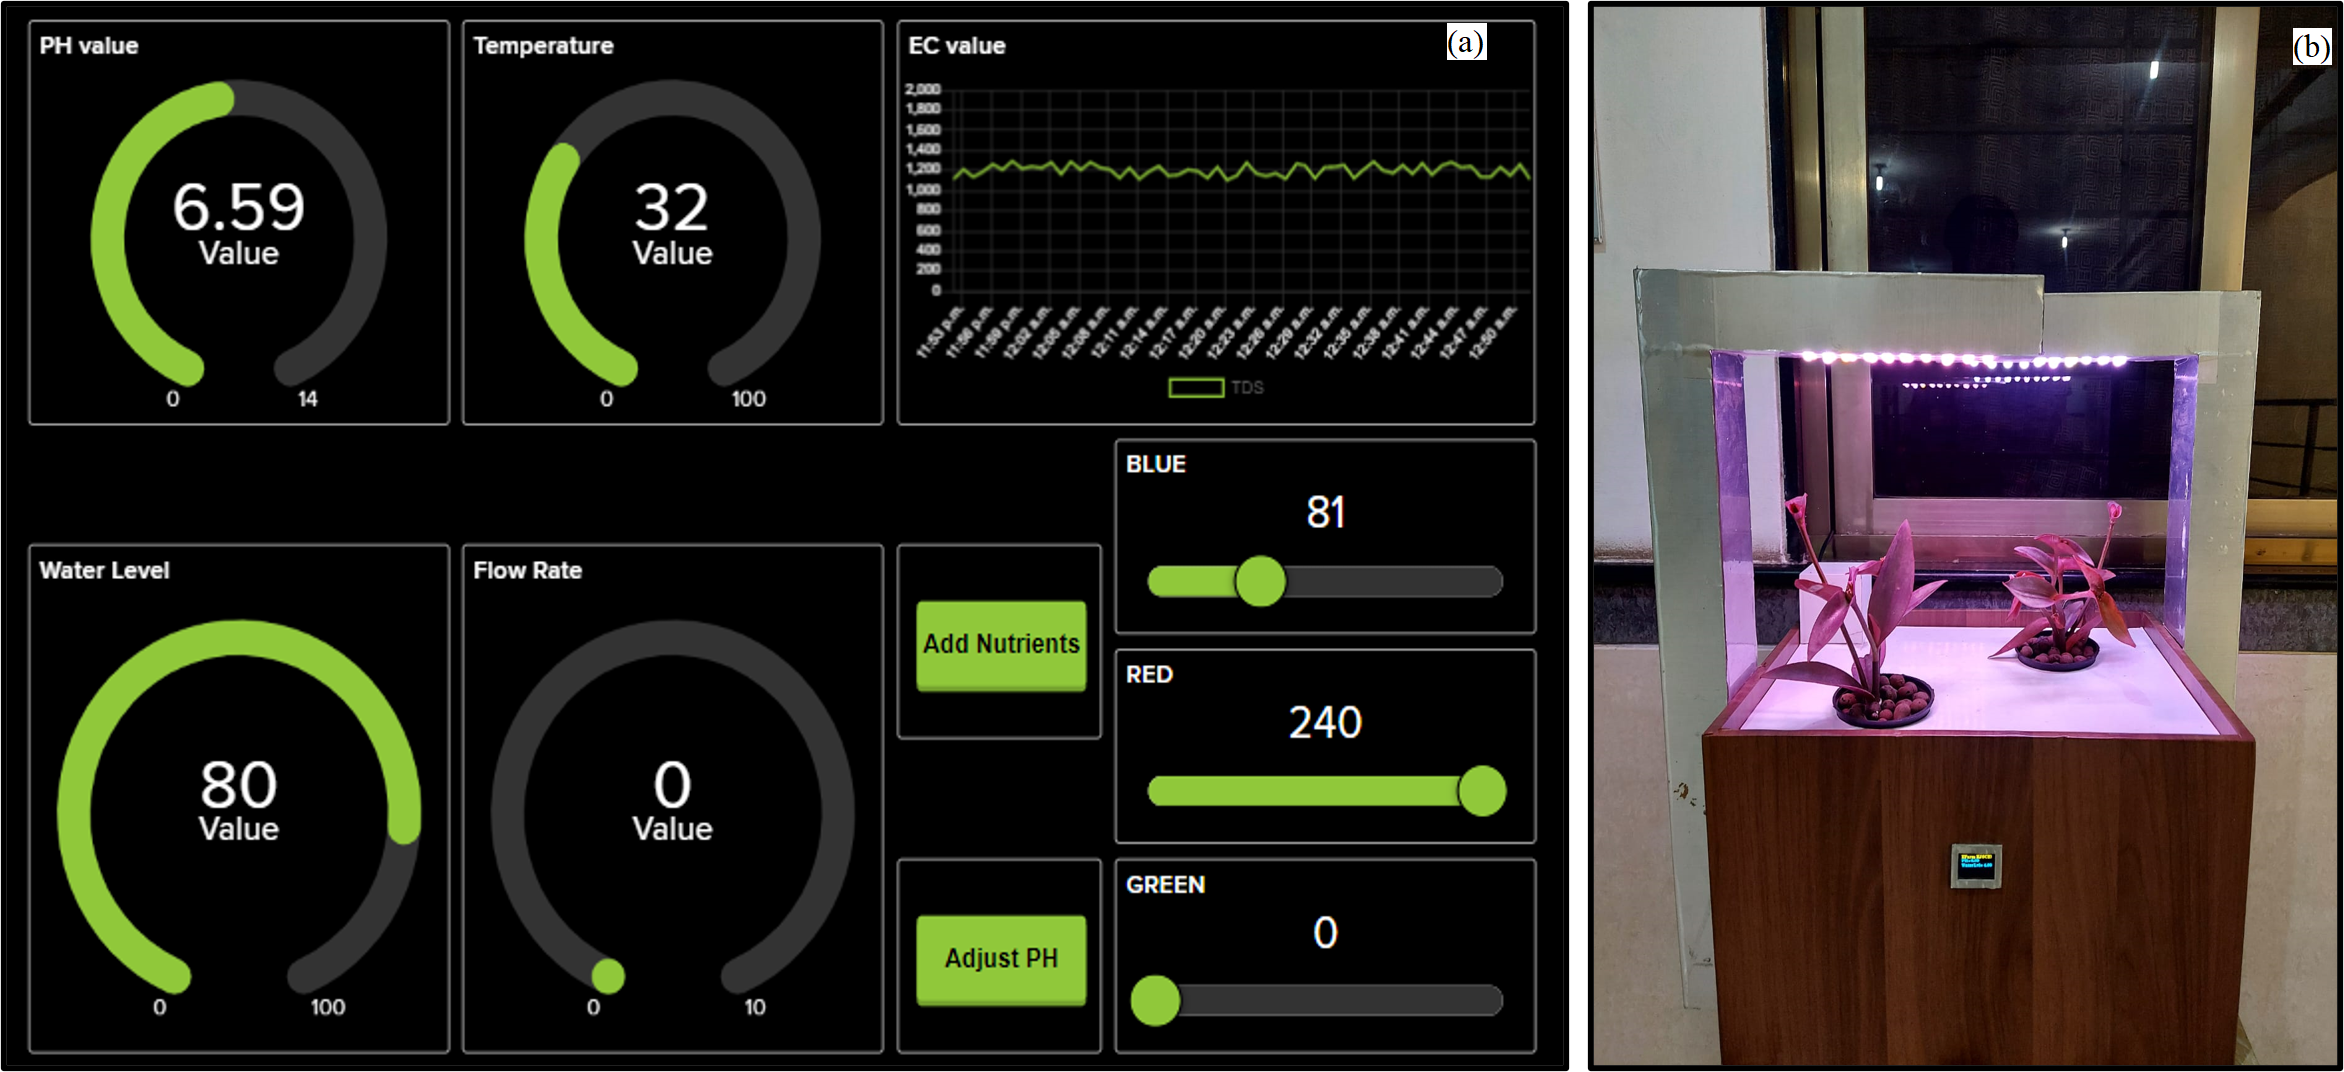 PH value
6.59
Value
0
14
Temperature
32
Value
0
100
EC value
(a)
2,000
1,800
1,600
1,400
1,200
1,000
800
600
400
200
0
11:53 p.m.
11:56 p.m.
11:59 p.m.
12:02 a.m.
12:05 a.m.
12:08 a.m.
12:11 a.m.
12:14 a.m.
12:17 a.m.
12:20 a.m.
12:23 a.m.
12:26 a.m.
12:29 a.m.
12:32 a.m.
12:35 a.m.
12:38 a.m.
12:41 a.m.
12:44 a.m.
12:47 a.m.
12:50 a.m.
TDS
BLUE
81
Water Level
80
Value
0
100
Flow Rate
0
Value
0
10
Add Nutrients
RED
240
Adjust PH
GREEN
0
(b)